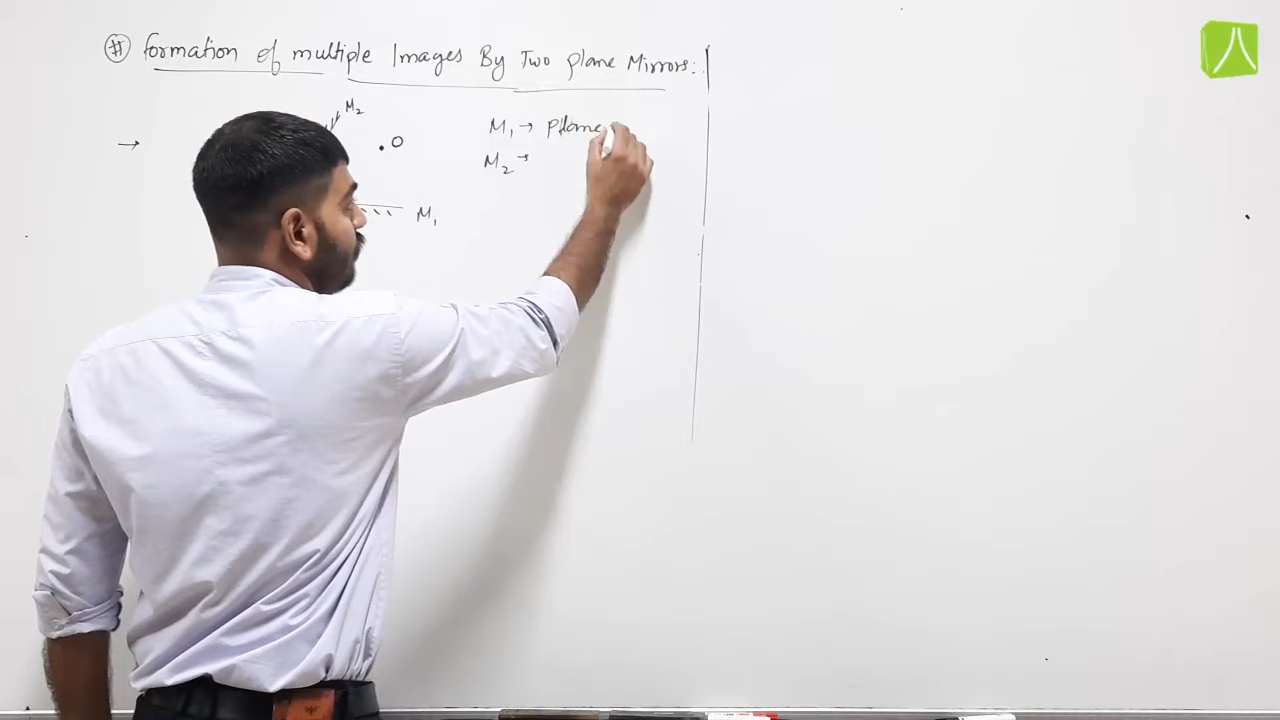 # Formation of multiple Images By Two plane Mirrors:
M2
O
M1 → plane
M2 →
M1